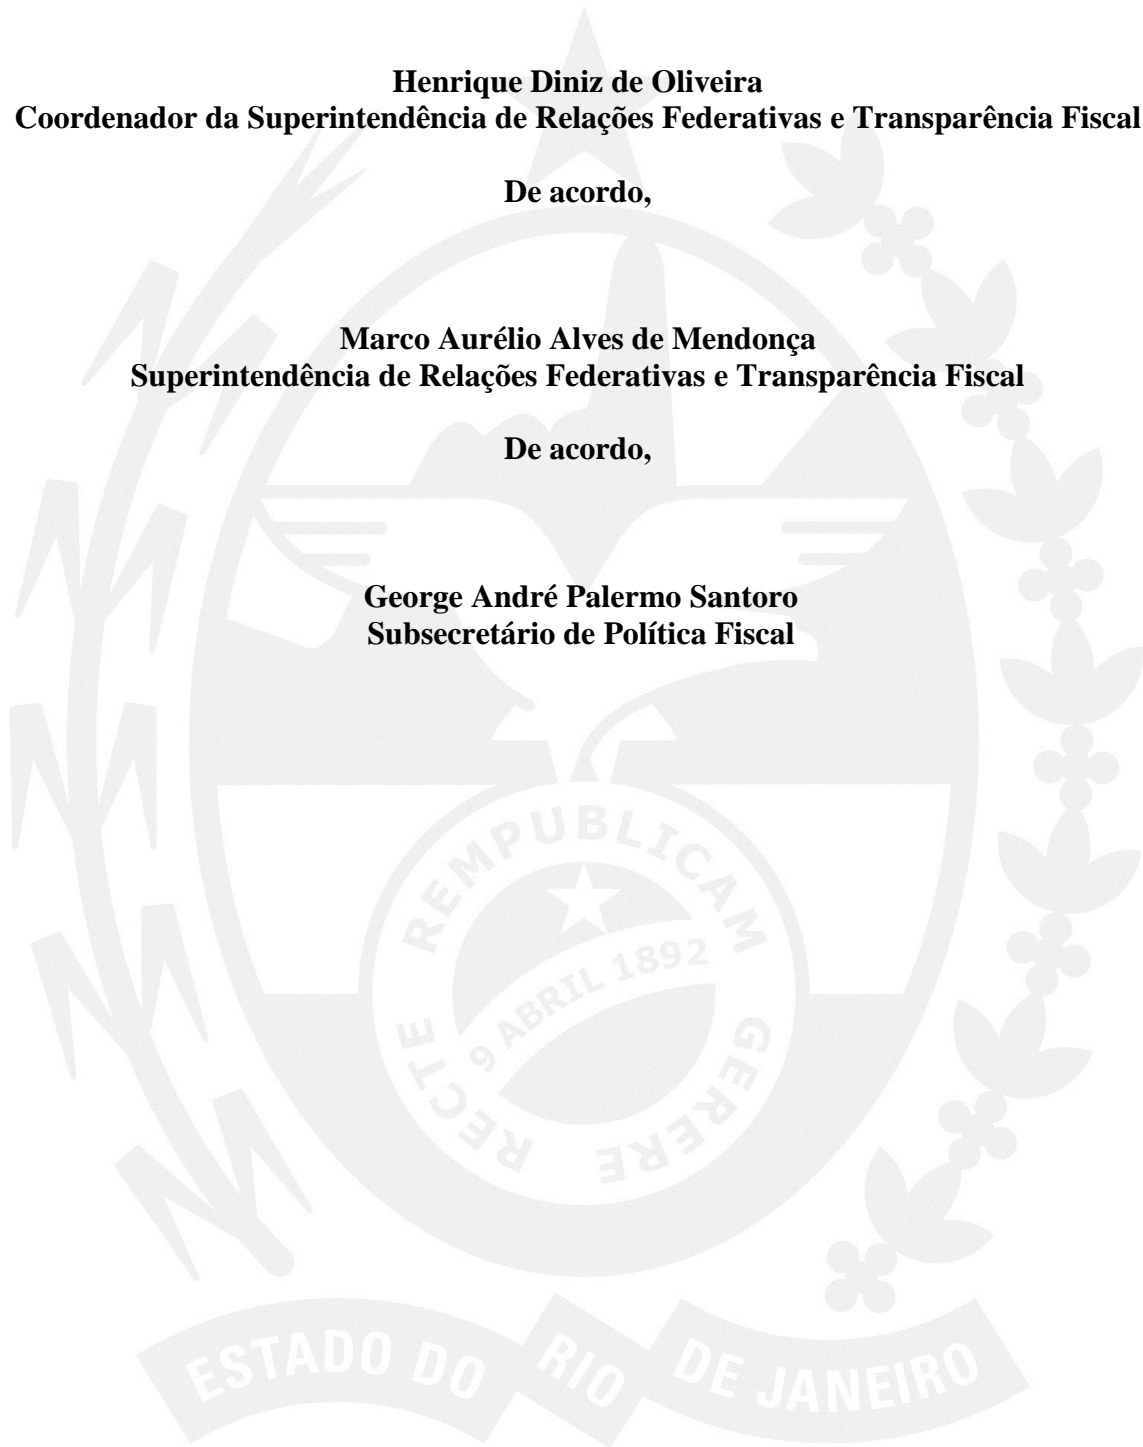 Henrique Diniz de Oliveira
Coordenador da Superintendência de Relações Federativas e Transparência Fiscal
De acordo,
Marco Aurélio Alves de Mendonça
Superintendência de Relações Federativas e Transparência Fiscal
De acordo,
George André Palermo Santoro
Subsecretário de Política Fiscal
RECTE REMPUBLICAM GERERE
9 ABRIL 1892
ESTADO DO RIO DE JANEIRO